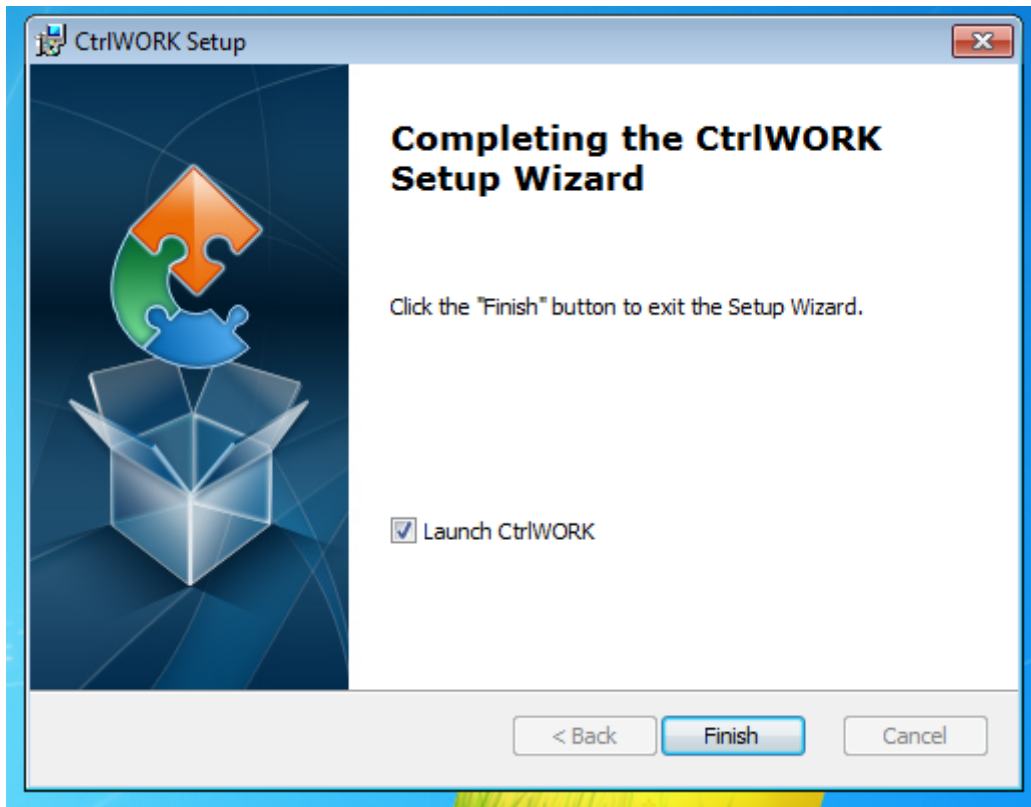 CtrlWORK Setup
Completing the CtrlWORK
Setup Wizard
Click the "Finish" button to exit the Setup Wizard.
Launch CtrlWORK
< Back Finish Cancel